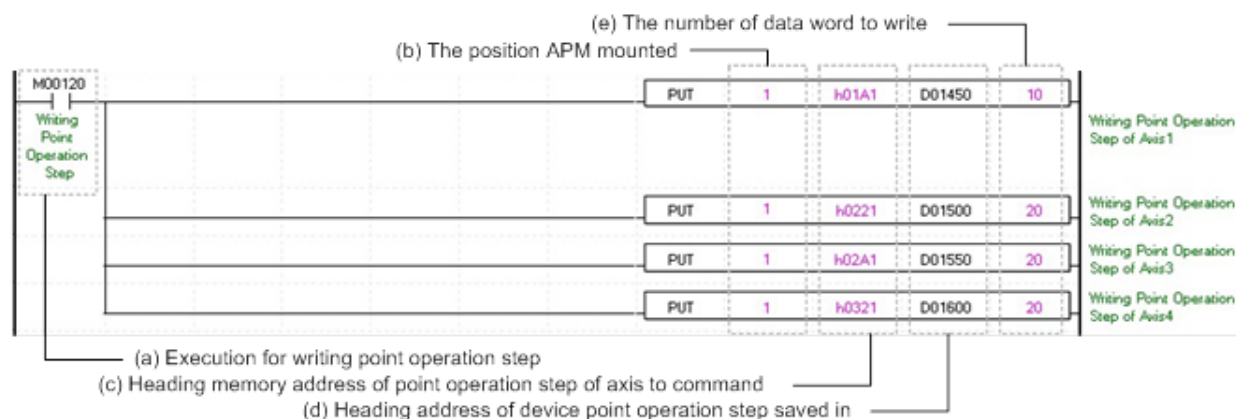 (e) The number of data word to write
(b) The position APM mounted
M00120
Writing
Point
Operation
Step
PUT 1 h01A1 D01450 10
Writing Point Operation
Step of Axis1
PUT 1 h0221 D01500 20
Writing Point Operation
Step of Axis2
PUT 1 h02A1 D01550 20
Writing Point Operation
Step of Axis3
PUT 1 h0321 D01600 20
Writing Point Operation
Step of Axis4
(a) Execution for writing point operation step
(c) Heading memory address of point operation step of axis to command
(d) Heading address of device point operation step saved in